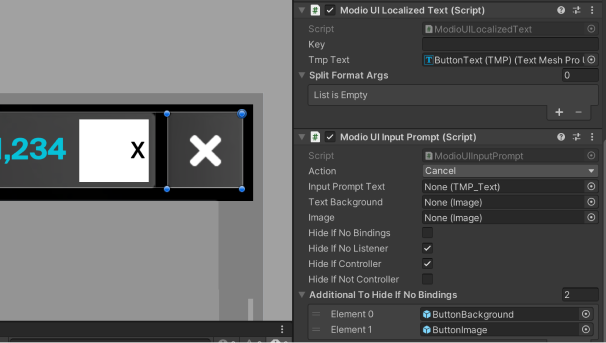 1,234
X
Modio UI Localized Text (Script)
Script ModioUILocalizedText
Key
Tmp Text ButtonText (TMP) (Text Mesh Pro U
Split Format Args 0
List is Empty
Modio UI Input Prompt (Script)
Script ModioUIInputPrompt
Action Cancel
Input Prompt Text None (TMP_Text)
Text Background None (Image)
Image None (Image)
Hide If No Bindings
Hide If No Listener
Hide If Controller
Hide If Not Controller
Additional To Hide If No Bindings 2
Element 0 ButtonBackground
Element 1 ButtonImage